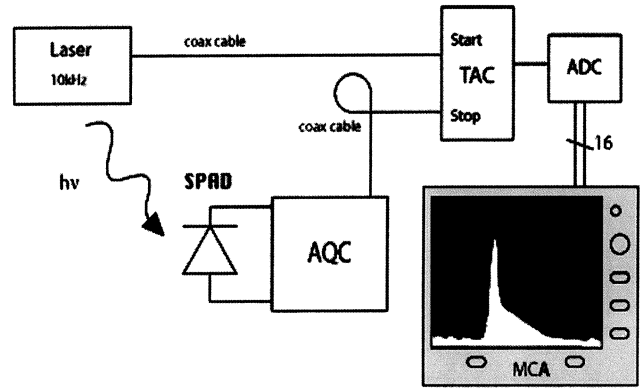 Laser
10kHz
coax cable
Start
TAC
Stop
ADC
coax cable
16
hν
SPAD
AQC
MCA